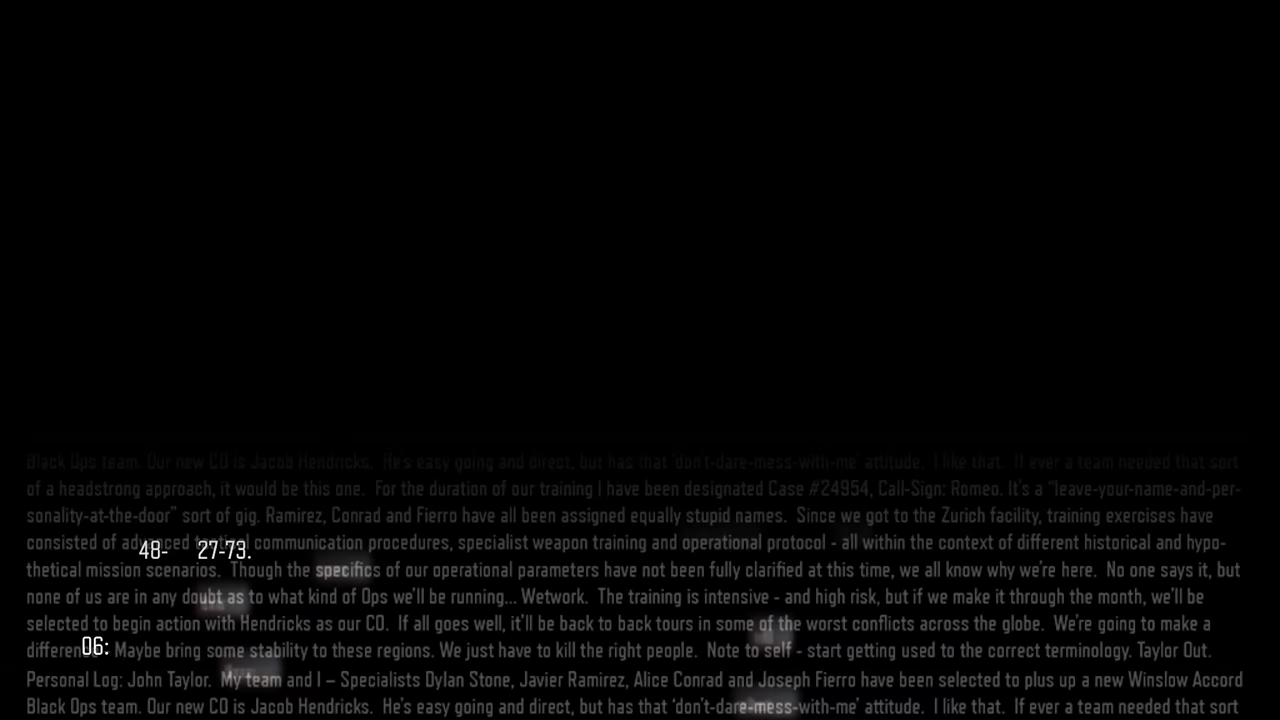 Black Ops team. Our new CO is Jacob Hendricks. He's easy going and direct, but has that 'don't-dare-mess-with-me' attitude. I like that. If ever a team needed that sort
of a headstrong approach, it would be this one. For the duration of our training I have been designated Case #24954, Call-Sign: Romeo. It's a “leave-your-name-and-per-
sonality-at-the-door” sort of gig. Ramirez, Conrad and Fierro have all been assigned equally stupid names. Since we got to the Zurich facility, training exercises have
consisted of advanced tactical communication procedures, specialist weapon training and operational protocol - all within the context of different historical and hypo-
48- 27-73.
thetical mission scenarios. Though the specifics of our operational parameters have not been fully clarified at this time, we all know why we're here. No one says it, but
none of us are in any doubt as to what kind of Ops we'll be running... Wetwork. The training is intensive - and high risk, but if we make it through the month, we'll be
selected to begin action with Hendricks as our CO. If all goes well, it'll be back to back tours in some of the worst conflicts across the globe. We're going to make a
06:
Maybe bring some stability to these regions. We just have to kill the right people. Note to self - start getting used to the correct terminology. Taylor Out.
Personal Log: John Taylor. My team and I – Specialists Dylan Stone, Javier Ramirez, Alice Conrad and Joseph Fierro have been selected to plus up a new Winslow Accord
Black Ops team. Our new CO is Jacob Hendricks. He's easy going and direct, but has that 'don't-dare-mess-with-me' attitude. I like that. If ever a team needed that sort